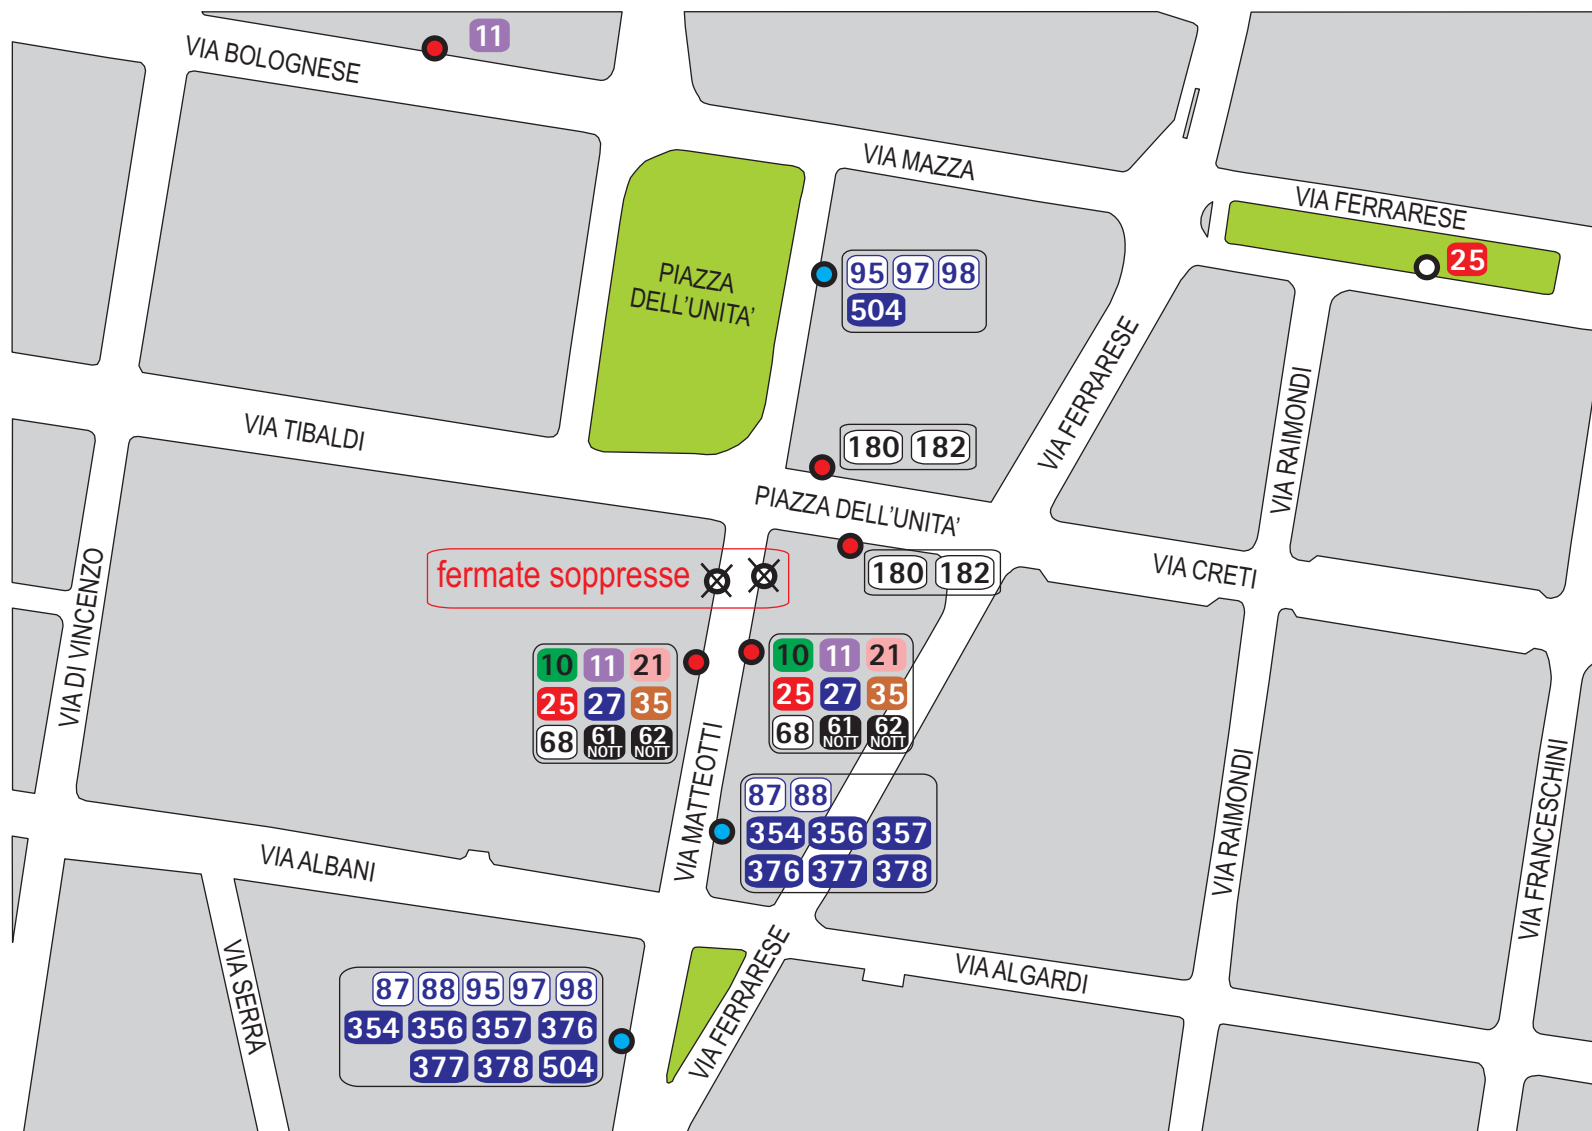 11
VIA BOLOGNESE
VIA MAZZA
VIA FERRARESE
25
PIAZZA
DELL'UNITA'
95 97 98
504
VIA FERRARESE
VIA RAIMONDI
VIA TIBALDI
180 182
PIAZZA DELL'UNITA'
VIA CRETI
fermate soppresse
180 182
VIA DI VINCENZO
10 11 21
25 27 35
68 61 NOTT 62 NOTT
10 11 21
25 27 35
68 61 NOTT 62 NOTT
VIA MATTEOTTI
87 88
354 356 357
376 377 378
VIA RAIMONDI
VIA FRANCESCHINI
VIA ALBANI
VIA SERRA
VIA FERRARESE
VIA ALGARDI
87 88 95 97 98
354 356 357 376
377 378 504